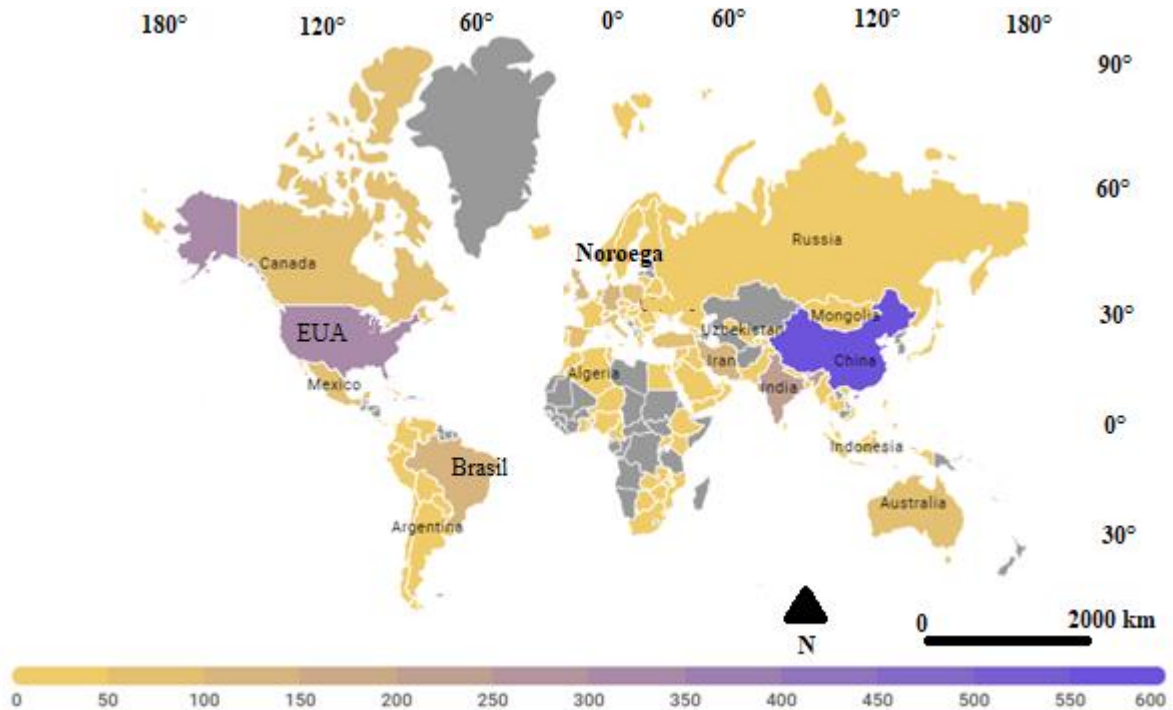 180° 120° 60° 0° 60° 120° 180°
90°
60°
Russia
Noroega
Canada
30°
Mongolia
EUA
Uzbekistan
China
Iran
Algeria
Mexico
India
0°
Indonesia
Brasil
Australia
Argentina
30°
0 2000 km
N
0 50 100 150 200 250 300 350 400 450 500 550 600